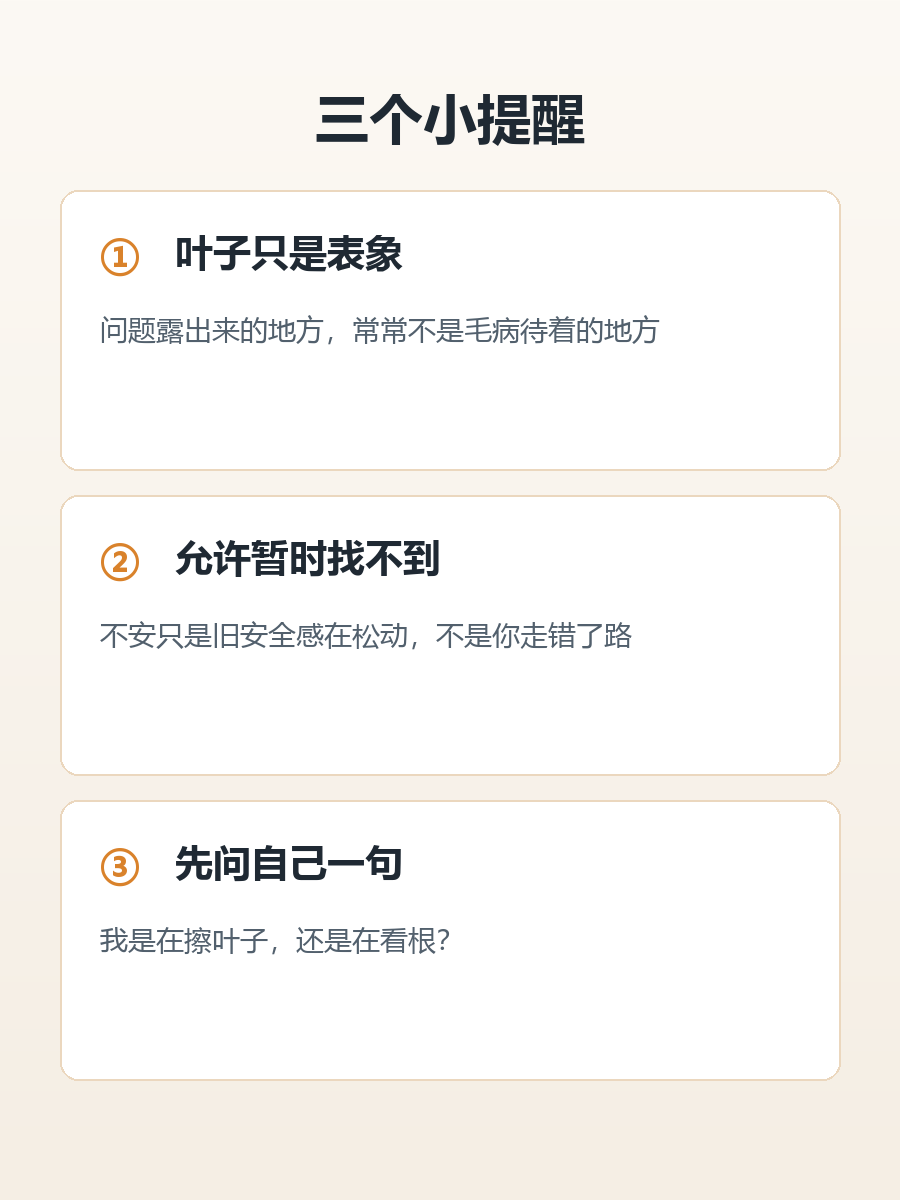 三个小提醒
① 叶子只是表象
问题露出来的地方，常常不是毛病待着的地方
② 允许暂时找不到
不安只是旧安全感在松动，不是你走错了路
③ 先问自己一句
我是在擦叶子，还是在看根？